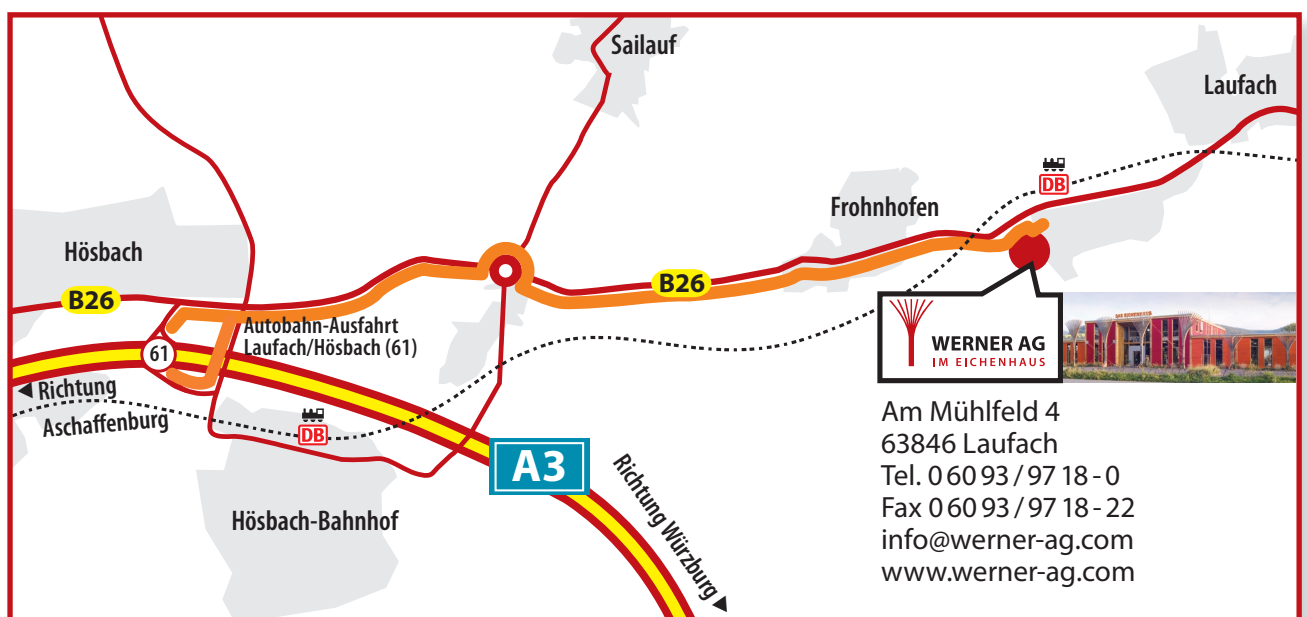 Sailauf
Laufach
DB
Frohnhofen
Hösbach
B26
B26
Autobahn-Ausfahrt
Laufach/Hösbach (61)
61
WERNER AG
IM EICHENHAUS
Richtung
Aschaffenburg
DB
A3
Hösbach-Bahnhof
Richtung Würzburg
Am Mühlfeld 4
63846 Laufach
Tel. 0 60 93 / 97 18 - 0
Fax 0 60 93 / 97 18 - 22
info@werner-ag.com
www.werner-ag.com